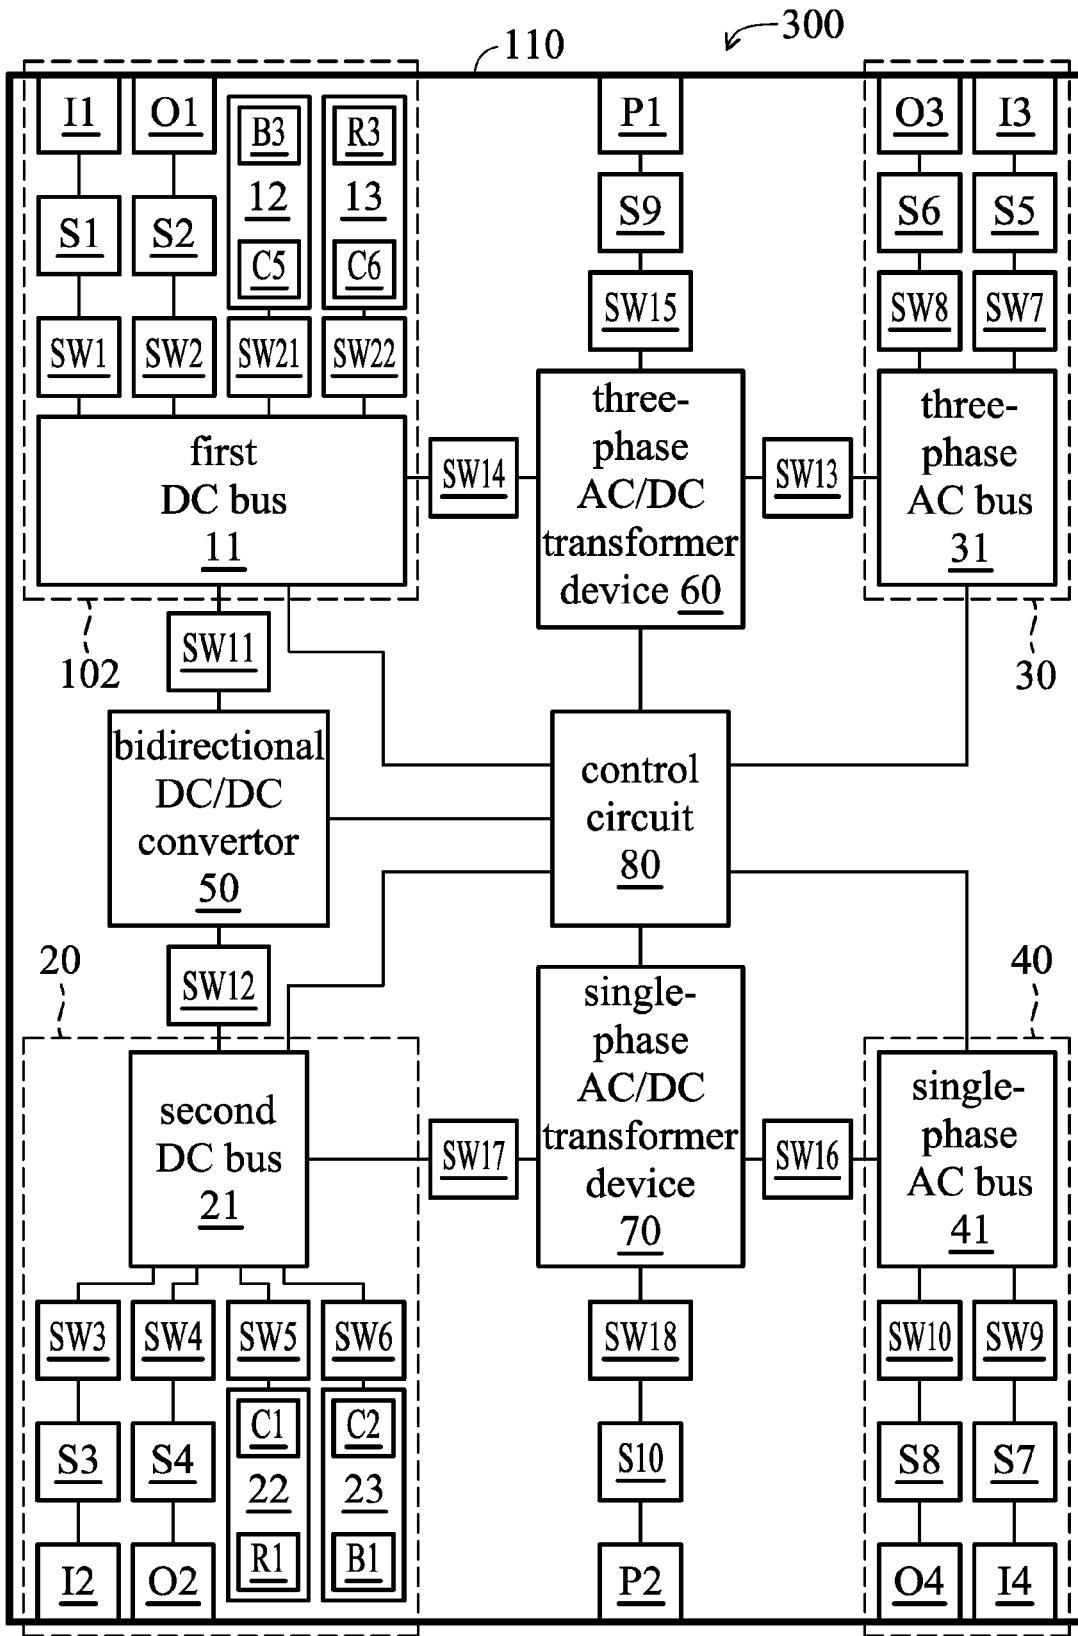 300
110
I1 O1 P1 O3 I3
B3 R3
12 13
S1 S2 S9 S6 S5
C5 C6
SW15 SW8 SW7
SW1 SW2 SW21 SW22
first
DC bus
11
SW14
three-
phase
AC/DC
transformer
device 60
SW13
three-
phase
AC bus
31
102
30
SW11
bidirectional
DC/DC
convertor
50
control
circuit
80
SW12
20
40
second
DC bus
21
SW17
single-
phase
AC/DC
transformer
device
70
SW16
single-
phase
AC bus
41
SW3 SW4 SW5 SW6 SW18 SW10 SW9
C1 C2
S3 S4 S10 S8 S7
22 23
R1 B1
I2 O2 P2 O4 I4